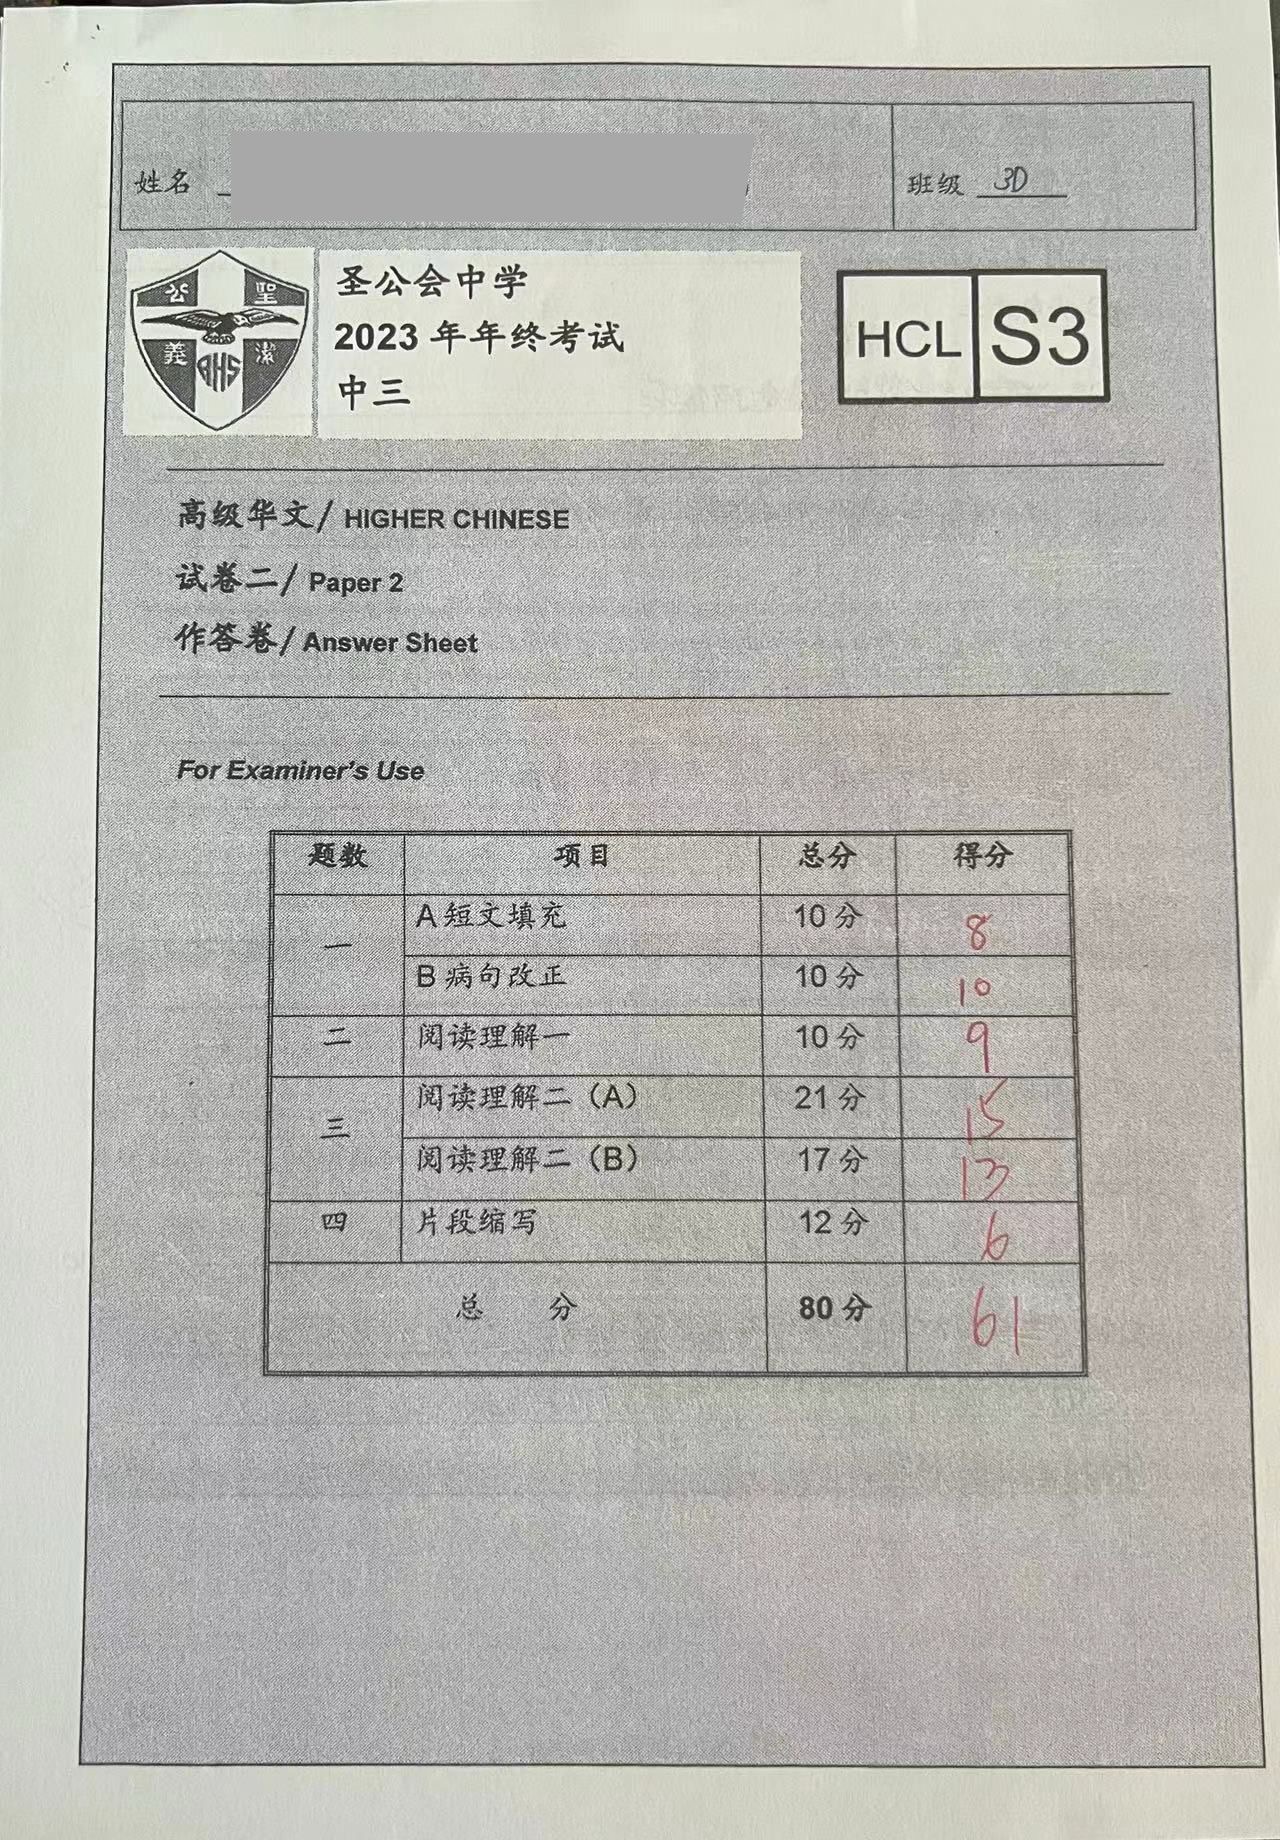 姓名
班级 3D
公 聖
義 BHS 潔
圣公会中学
2023 年年终考试
中三
HCL S3
高级华文/ HIGHER CHINESE
试卷二/ Paper 2
作答卷/ Answer Sheet
For Examiner's Use
题数 项目 总分 得分
一 A 短文填充 10 分 8
B 病句改正 10 分 10
二 阅读理解一 10 分 9
三 阅读理解二（A） 21 分 15
阅读理解二（B） 17 分 13
四 片段缩写 12 分 6
总 分 80 分 61